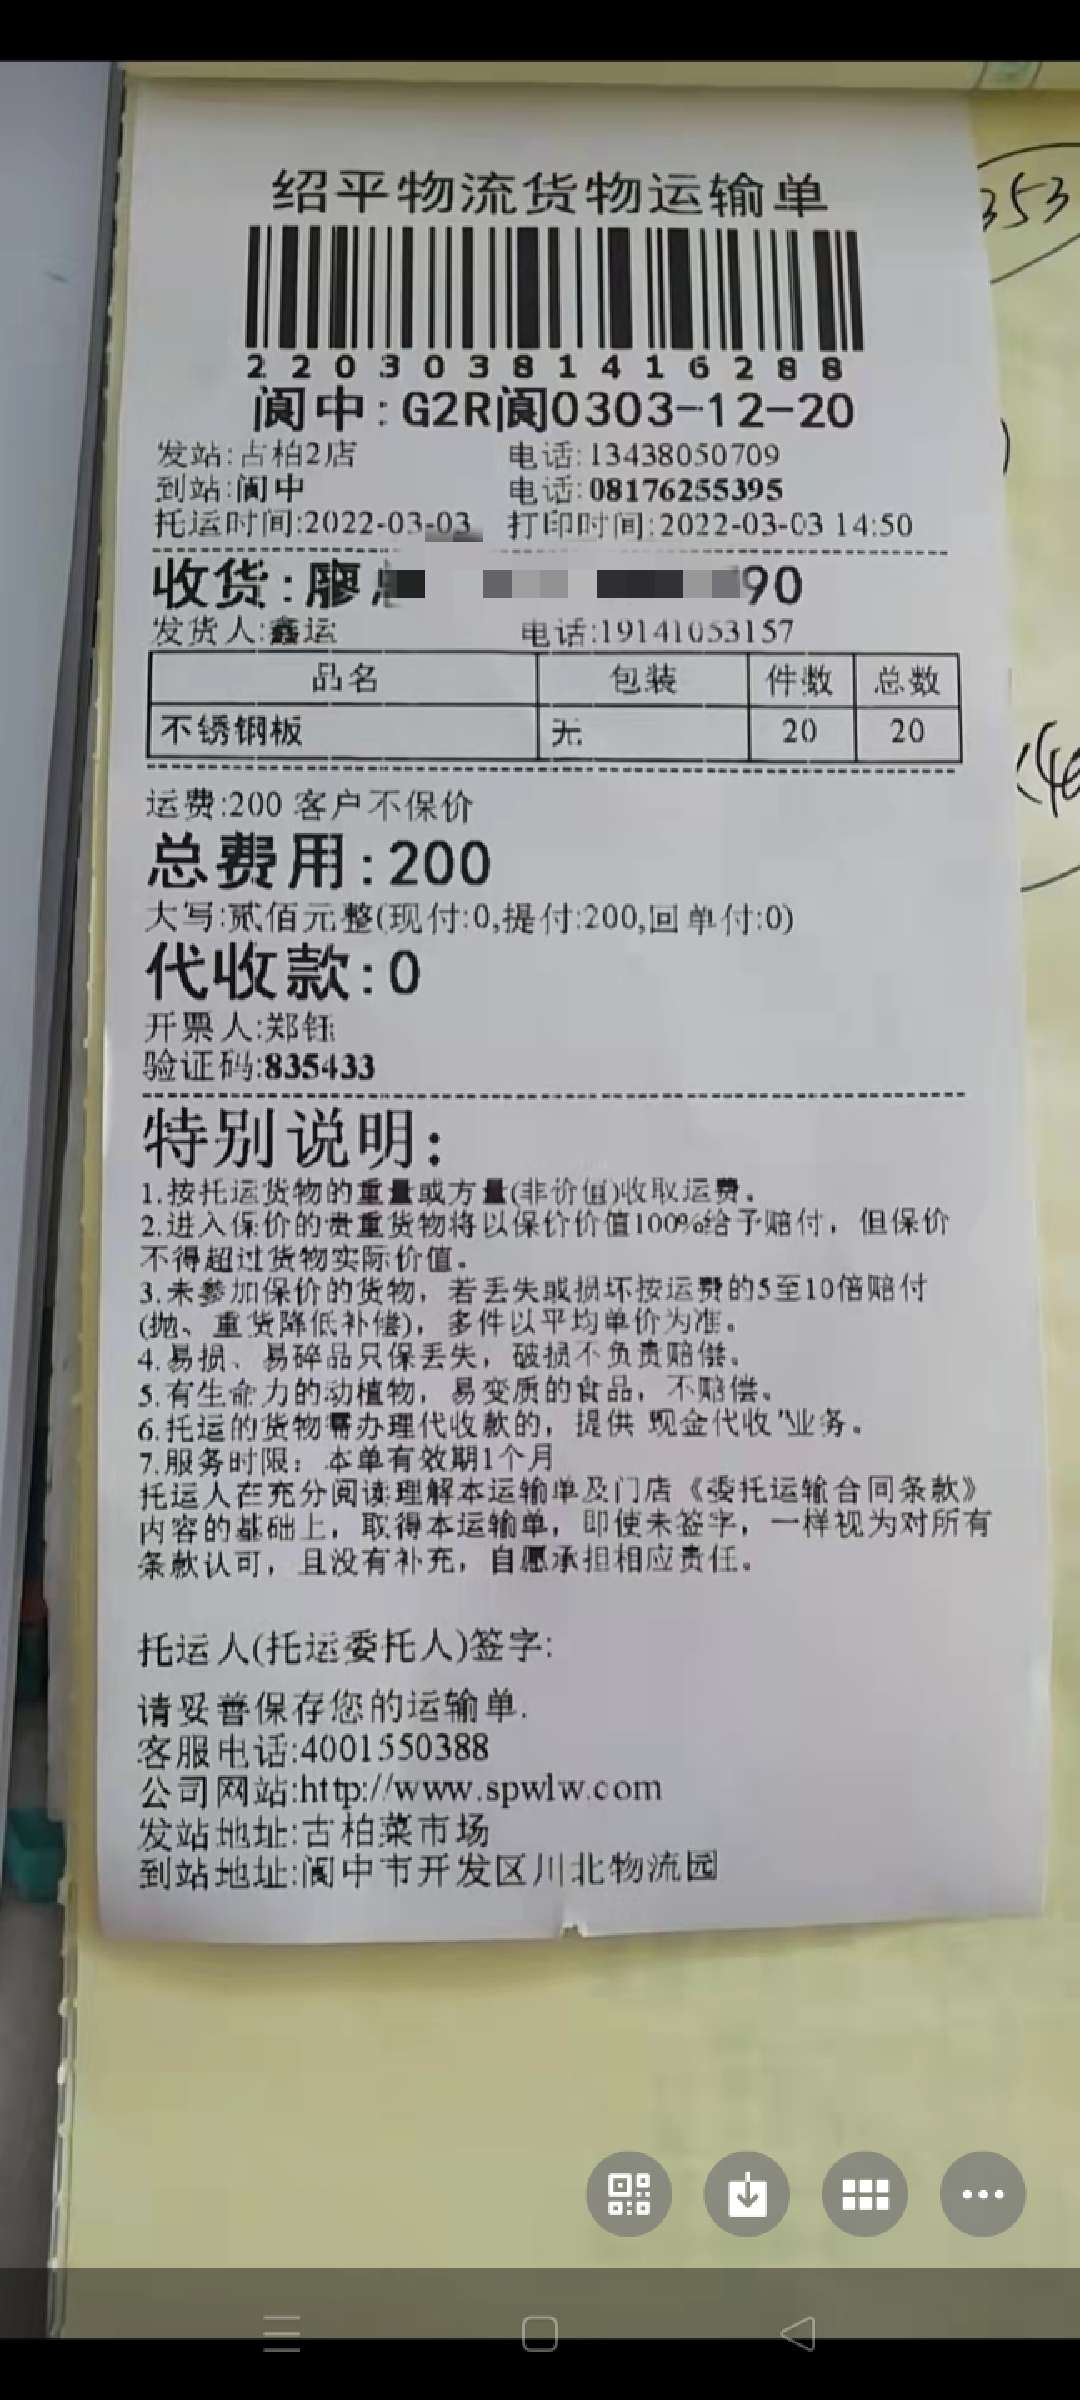 绍平物流货物运输单
22030381416288
阆中:G2R阆0303-12-20
发站:古柏2店 电话:13438050709
到站:阆中 电话:08176255395
托运时间:2022-03-03 打印时间:2022-03-03 14:50
收货:廖 90
发货人:鑫运 电话:19141053157
品名 包装 件数 总数
不锈钢板 无 20 20
运费:200 客户不保价
总费用:200
大写:贰佰元整(现付:0,提付:200,回单付:0)
代收款:0
开票人:郑钰
验证码:835433
特别说明:
1.按托运货物的重量或方量(非价值)收取运费。
2.进入保价的贵重货物将以保价价值100%给予赔付，但保价
不得超过货物实际价值。
3.未参加保价的货物，若丢失或损坏按运费的5至10倍赔付
(抛、重货降低补偿)，多件以平均单价为准。
4.易损、易碎品只保丢失，破损不负责赔偿。
5.有生命力的动植物，易变质的食品，不赔偿。
6.托运的货物需办理代收款的，提供"现金代收"业务。
7.服务时限：本单有效期1个月
托运人在充分阅读理解本运输单及门店《委托运输合同条款》
内容的基础上，取得本运输单，即使未签字，一样视为对所有
条款认可，且没有补充，自愿承担相应责任。
托运人(托运委托人)签字:
请妥善保存您的运输单.
客服电话:4001550388
公司网站:http://www.spwlw.com
发站地址:古柏菜市场
到站地址:阆中市开发区川北物流园
353